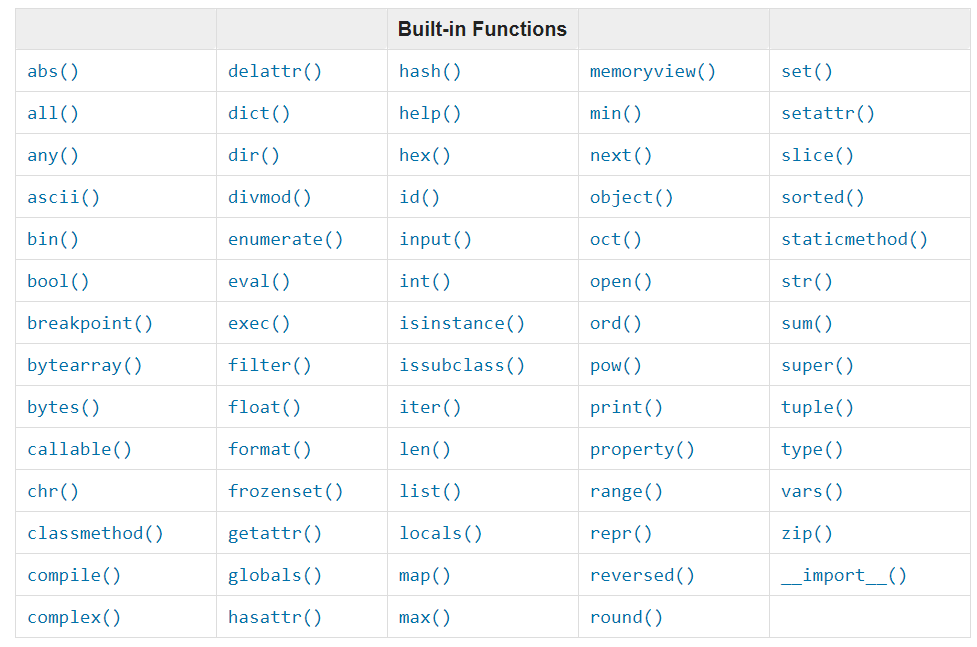 Built-in Functions
abs() delattr() hash() memoryview() set()
all() dict() help() min() setattr()
any() dir() hex() next() slice()
ascii() divmod() id() object() sorted()
bin() enumerate() input() oct() staticmethod()
bool() eval() int() open() str()
breakpoint() exec() isinstance() ord() sum()
bytearray() filter() issubclass() pow() super()
bytes() float() iter() print() tuple()
callable() format() len() property() type()
chr() frozenset() list() range() vars()
classmethod() getattr() locals() repr() zip()
compile() globals() map() reversed() __import__()
complex() hasattr() max() round()